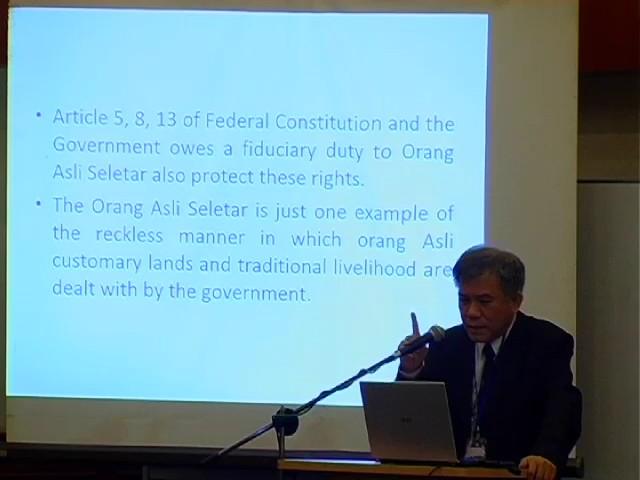 • Article 5, 8, 13 of Federal Constitution and the
Government owes a fiduciary duty to Orang
Asli Seletar also protect these rights.
• The Orang Asli Seletar is just one example of
the reckless manner in which orang Asli
customary lands and traditional livelihood are
dealt with by the government.